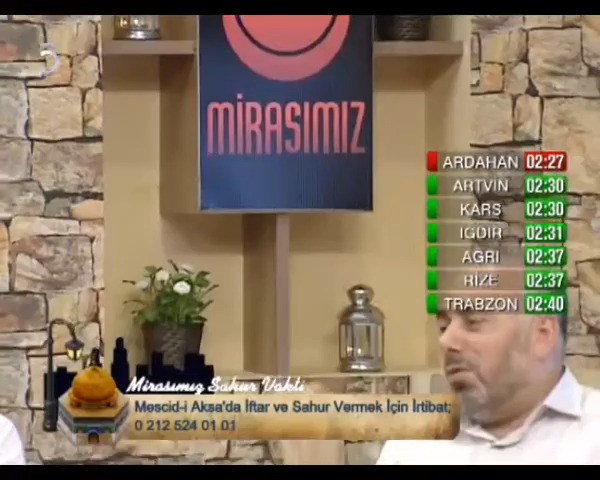 MİRASIMIZ
ARDAHAN 02:27
ARTVİN 02:30
KARS 02:30
IĞDIR 02:31
AĞRI 02:37
RİZE 02:37
TRABZON 02:40
Mirasımız Sahur Vakti
Mescid-i Aksa'da İftar ve Sahur Vermek İçin İrtibat;
0 212 524 01 01